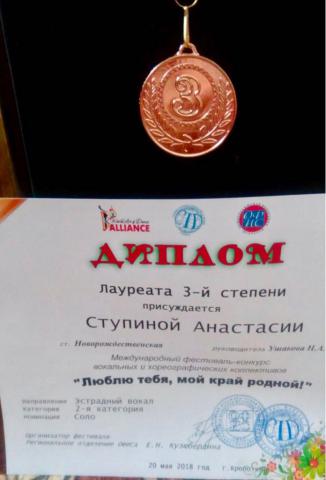 3
ALLIANCE
ДИПЛОМ
Лауреата 3-й степени
присуждается
Ступиной Анастасии
ст. Новорождественская руководитель Ушакова Н.А.
Международный фестиваль-конкурс
вокальных и хореографических коллективов
"Люблю тебя, мой край родной!"
Направление Эстрадный вокал
Категория 2-я категория
Номинация Соло
Организатор фестиваля
Региональное отделение
20 мая 2018 год